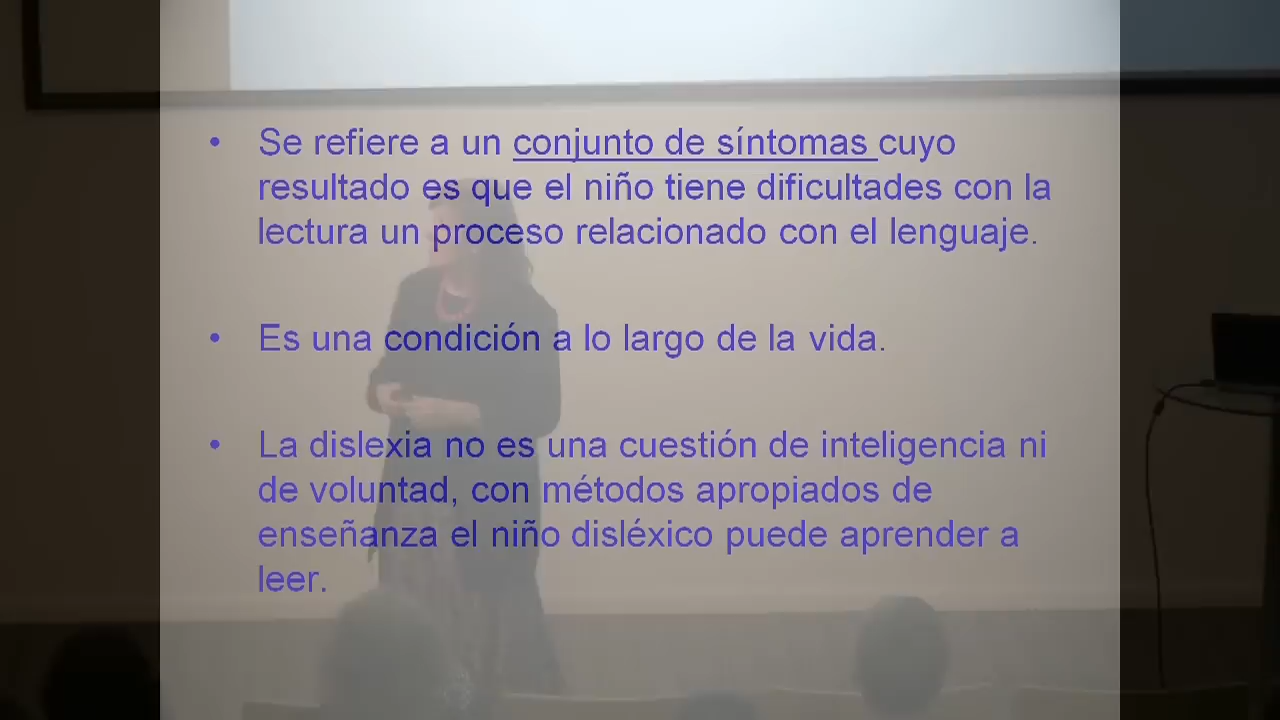 • Se refiere a un conjunto de síntomas cuyo
resultado es que el niño tiene dificultades con la
lectura un proceso relacionado con el lenguaje.
• Es una condición a lo largo de la vida.
• La dislexia no es una cuestión de inteligencia ni
de voluntad, con métodos apropiados de
enseñanza el niño disléxico puede aprender a
leer.